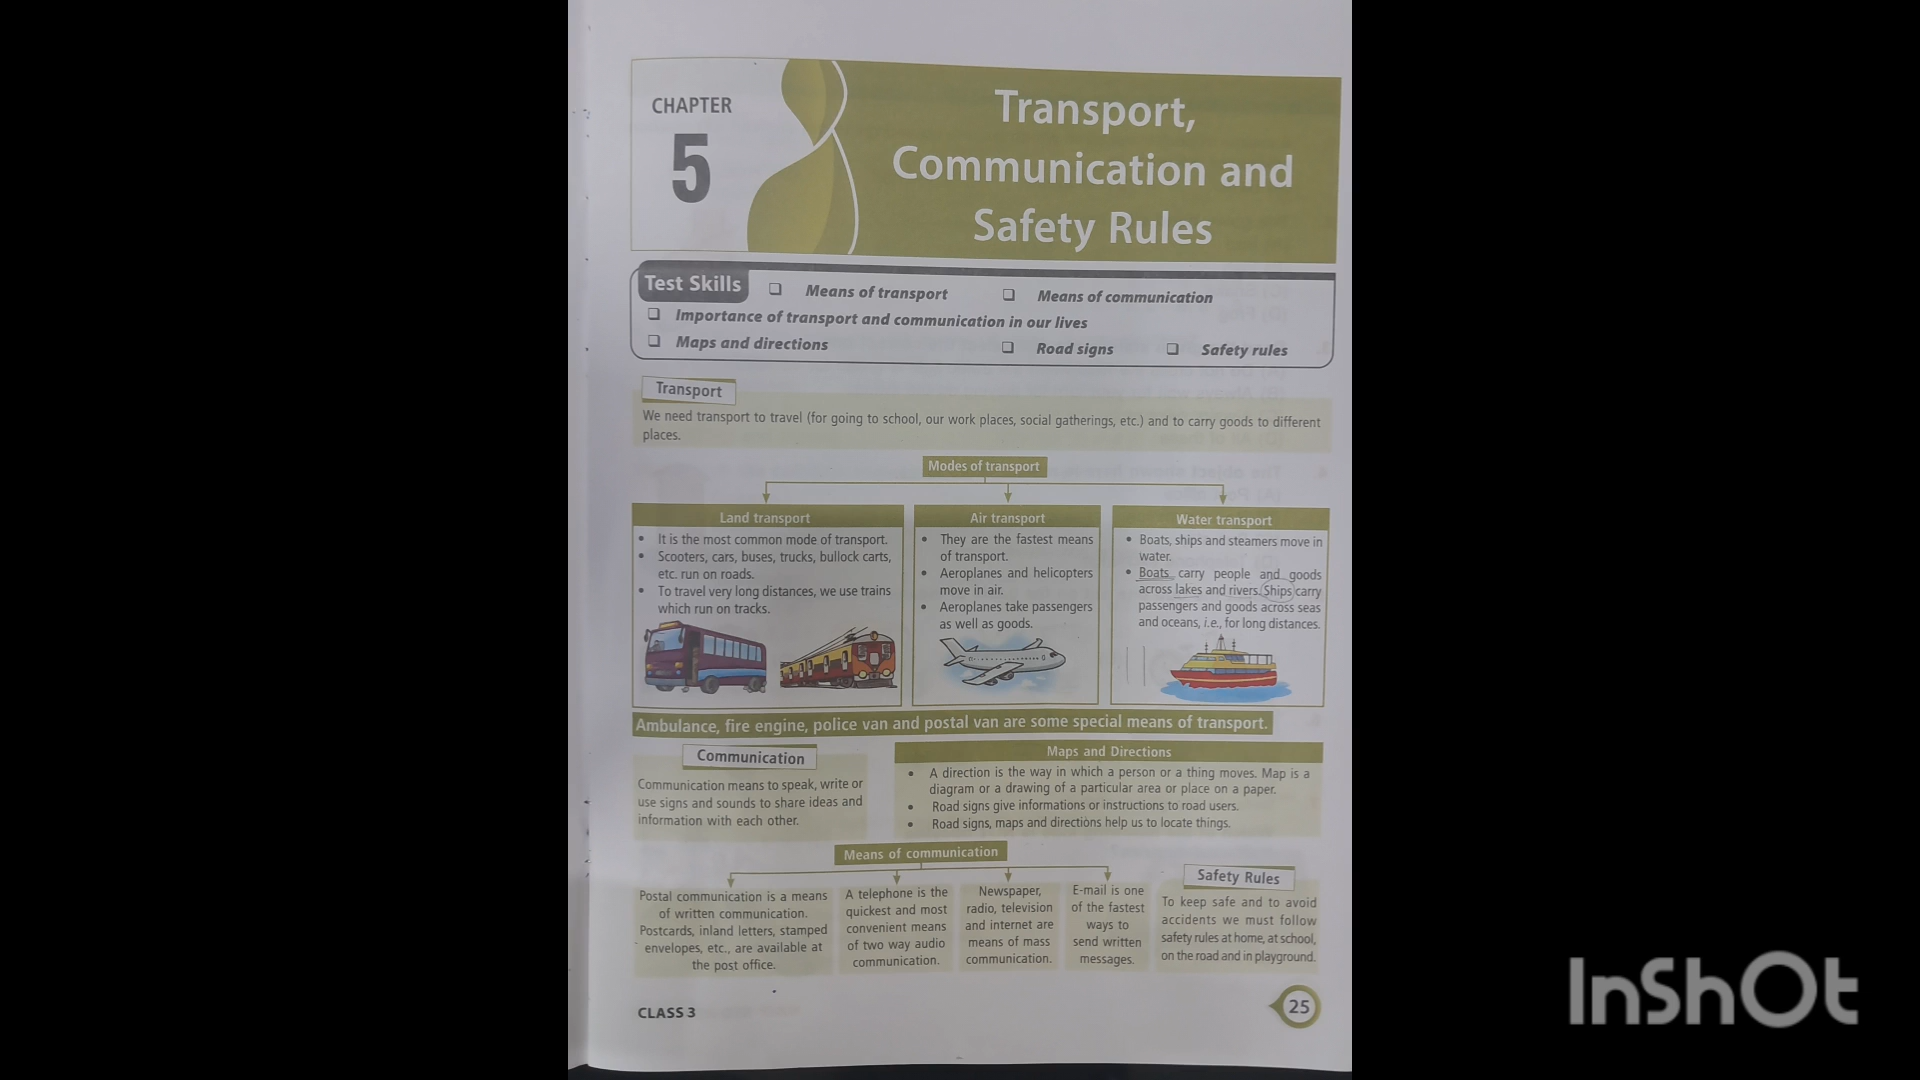 CHAPTER
5
Transport,
Communication and
Safety Rules
Test Skills
❑ Means of transport
❑ Means of communication
❑ Importance of transport and communication in our lives
❑ Maps and directions
❑ Road signs
❑ Safety rules
Transport
We need transport to travel (for going to school, our work places, social gatherings, etc.) and to carry goods to different
places.
Modes of transport
Land transport
• It is the most common mode of transport.
• Scooters, cars, buses, trucks, bullock carts,
etc. run on roads.
• To travel very long distances, we use trains
which run on tracks.
Air transport
• They are the fastest means
of transport.
• Aeroplanes and helicopters
move in air.
• Aeroplanes take passengers
as well as goods.
Water transport
• Boats, ships and steamers move in
water.
• Boats carry people and goods
across lakes and rivers. Ships carry
passengers and goods across seas
and oceans, i.e., for long distances.
Ambulance, fire engine, police van and postal van are some special means of transport.
Communication
Communication means to speak, write or
use signs and sounds to share ideas and
information with each other.
Maps and Directions
• A direction is the way in which a person or a thing moves. Map is a
diagram or a drawing of a particular area or place on a paper.
• Road signs give informations or instructions to road users.
• Road signs, maps and directions help us to locate things.
Means of communication
Postal communication is a means
of written communication.
Postcards, inland letters, stamped
envelopes, etc., are available at
the post office.
A telephone is the
quickest and most
convenient means
of two way audio
communication.
Newspaper,
radio, television
and internet are
means of mass
communication.
E-mail is one
of the fastest
ways to
send written
messages.
Safety Rules
To keep safe and to avoid
accidents we must follow
safety rules at home, at school,
on the road and in playground.
CLASS 3
25
InShOt